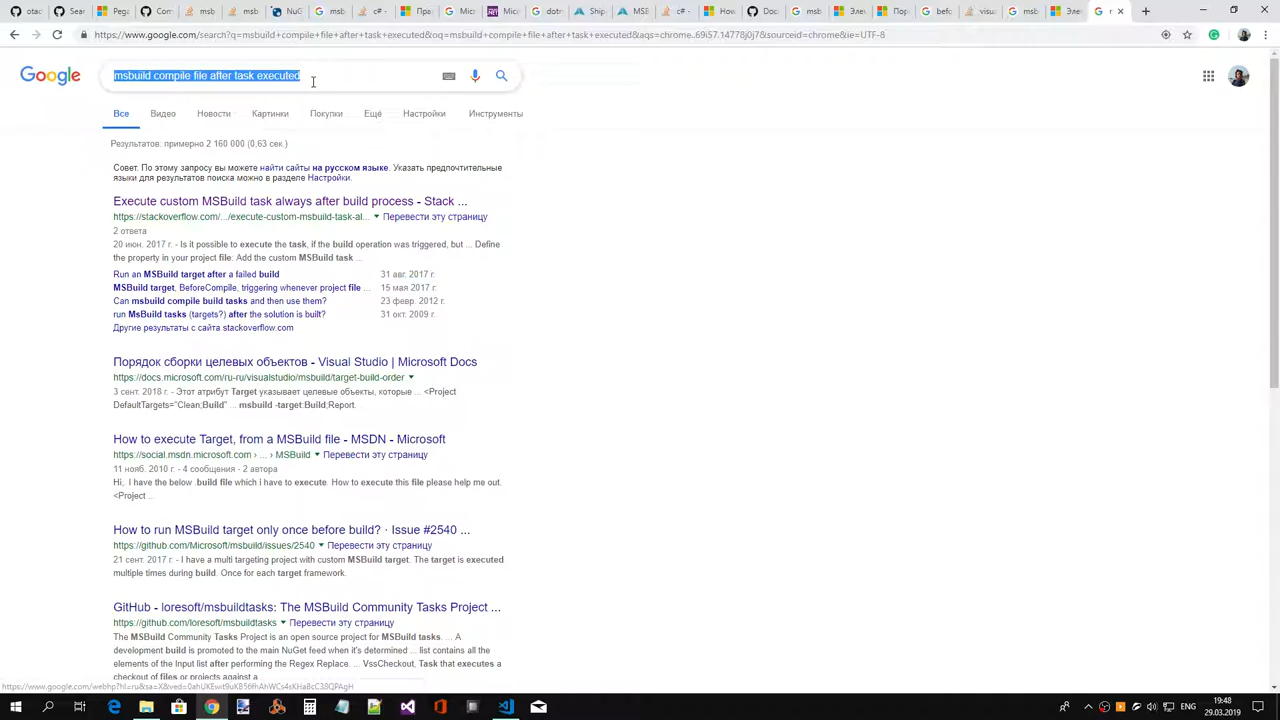 otac
Start
GitH
GitH
Micr
dotn
Ship
MSB
c# -
c# -
msb
Proj
Зна
Prop
befo
Эле
msb
Эле
G r
https://www.google.com/search?q=msbuild+compile+file+after+task+executed&oq=msbuild+compile+file+after+task+executed&aqs=chrome..69i57.14778j0j7&sourceid=chrome&ie=UTF-8
Google
msbuild compile file after task executed
Все Видео Новости Картинки Покупки Ещё Настройки Инструменты
Результатов: примерно 2 160 000 (0,63 сек.)
Совет. По этому запросу вы можете найти сайты на русском языке. Указать предпочтительные
языки для результатов поиска можно в разделе Настройки.
Execute custom MSBuild task always after build process - Stack ...
https://stackoverflow.com/.../execute-custom-msbuild-task-al... Перевести эту страницу
2 ответа
20 июн. 2017 г. - Is it possible to execute the task, if the build operation was triggered, but ... Define
the property in your project file: Add the custom MSBuild task ...
Run an MSBuild target after a failed build 31 авг. 2017 г.
MSBuild target, BeforeCompile, triggering whenever project file ... 15 мая 2017 г.
Can msbuild compile build tasks and then use them? 23 февр. 2012 г.
run MsBuild tasks (targets?) after the solution is built? 31 окт. 2009 г.
Другие результаты с сайта stackoverflow.com
Порядок сборки целевых объектов - Visual Studio | Microsoft Docs
https://docs.microsoft.com/ru-ru/visualstudio/msbuild/target-build-order
3 сент. 2018 г. - Этот атрибут Target указывает целевые объекты, которые ... <Project
DefaultTargets="Clean;Build" ... msbuild -target:Build;Report.
How to execute Target, from a MSBuild file - MSDN - Microsoft
https://social.msdn.microsoft.com › ... › MSBuild Перевести эту страницу
11 нояб. 2010 г. - 4 сообщения - 2 автора
Hi, I have the below .build file which i have to execute. How to execute this file please help me out.
<Project ...
How to run MSBuild target only once before build? · Issue #2540 ...
https://github.com/Microsoft/msbuild/issues/2540 Перевести эту страницу
21 сент. 2017 г. - I have a multi targeting project with custom MSBuild target. The target is executed
multiple times during build. Once for each target framework.
GitHub - loresoft/msbuildtasks: The MSBuild Community Tasks Project ...
https://github.com/loresoft/msbuildtasks Перевести эту страницу
The MSBuild Community Tasks Project is an open source project for MSBuild tasks. ... A
development build is promoted to the main NuGet feed when it's determined ... list contains all the
elements of the Input list after performing the Regex Replace. ... VssCheckout, Task that executes a
checkout of files or projects against a
ENG
19:48
29.03.2019